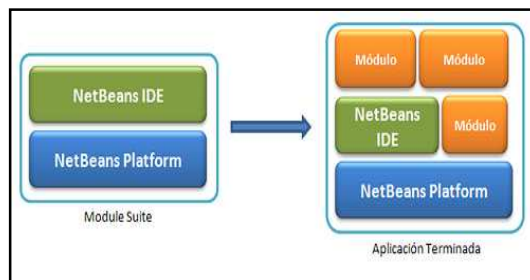 NetBeans IDE
NetBeans Platform
Module Suite
Módulo
Módulo
NetBeans
IDE
Módulo
NetBeans Platform
Aplicación Terminada